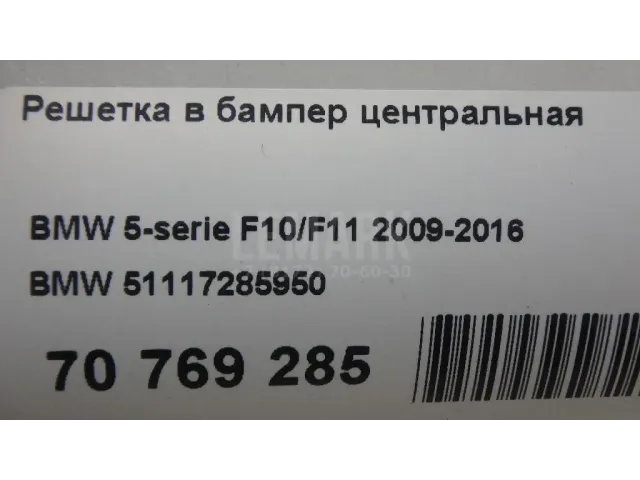 Решетка в бампер центральная
BMW 5-serie F10/F11 2009-2016
BMW 51117285950
70 769 285